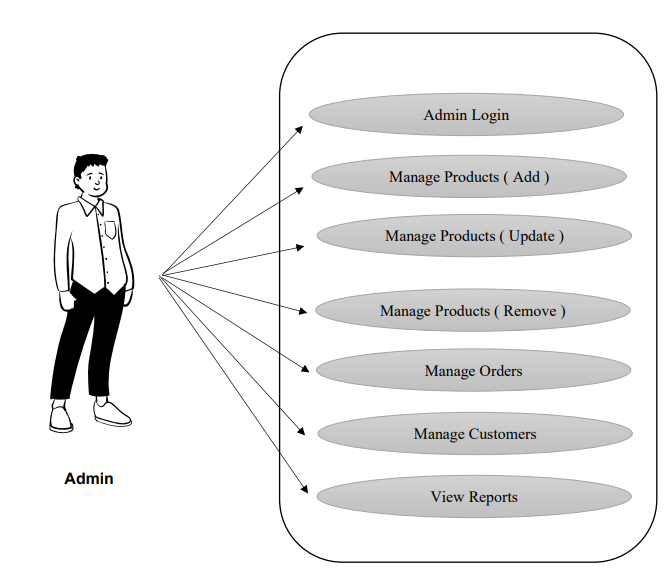 Admin Login
Manage Products ( Add )
Manage Products ( Update )
Manage Products ( Remove )
Manage Orders
Manage Customers
View Reports
Admin